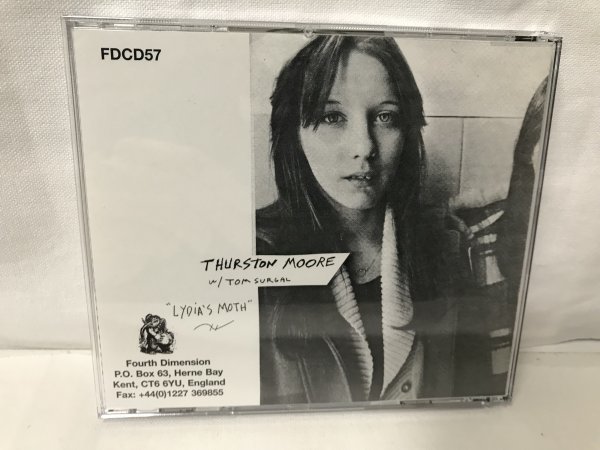 FDCD57
THURSTON MOORE
w/ TOM SURGAL
"LYDiA'S MOTH"
Fourth Dimension
P.O. Box 63, Herne Bay
Kent, CT6 6YU, England
Fax: +44(0)1227 369855